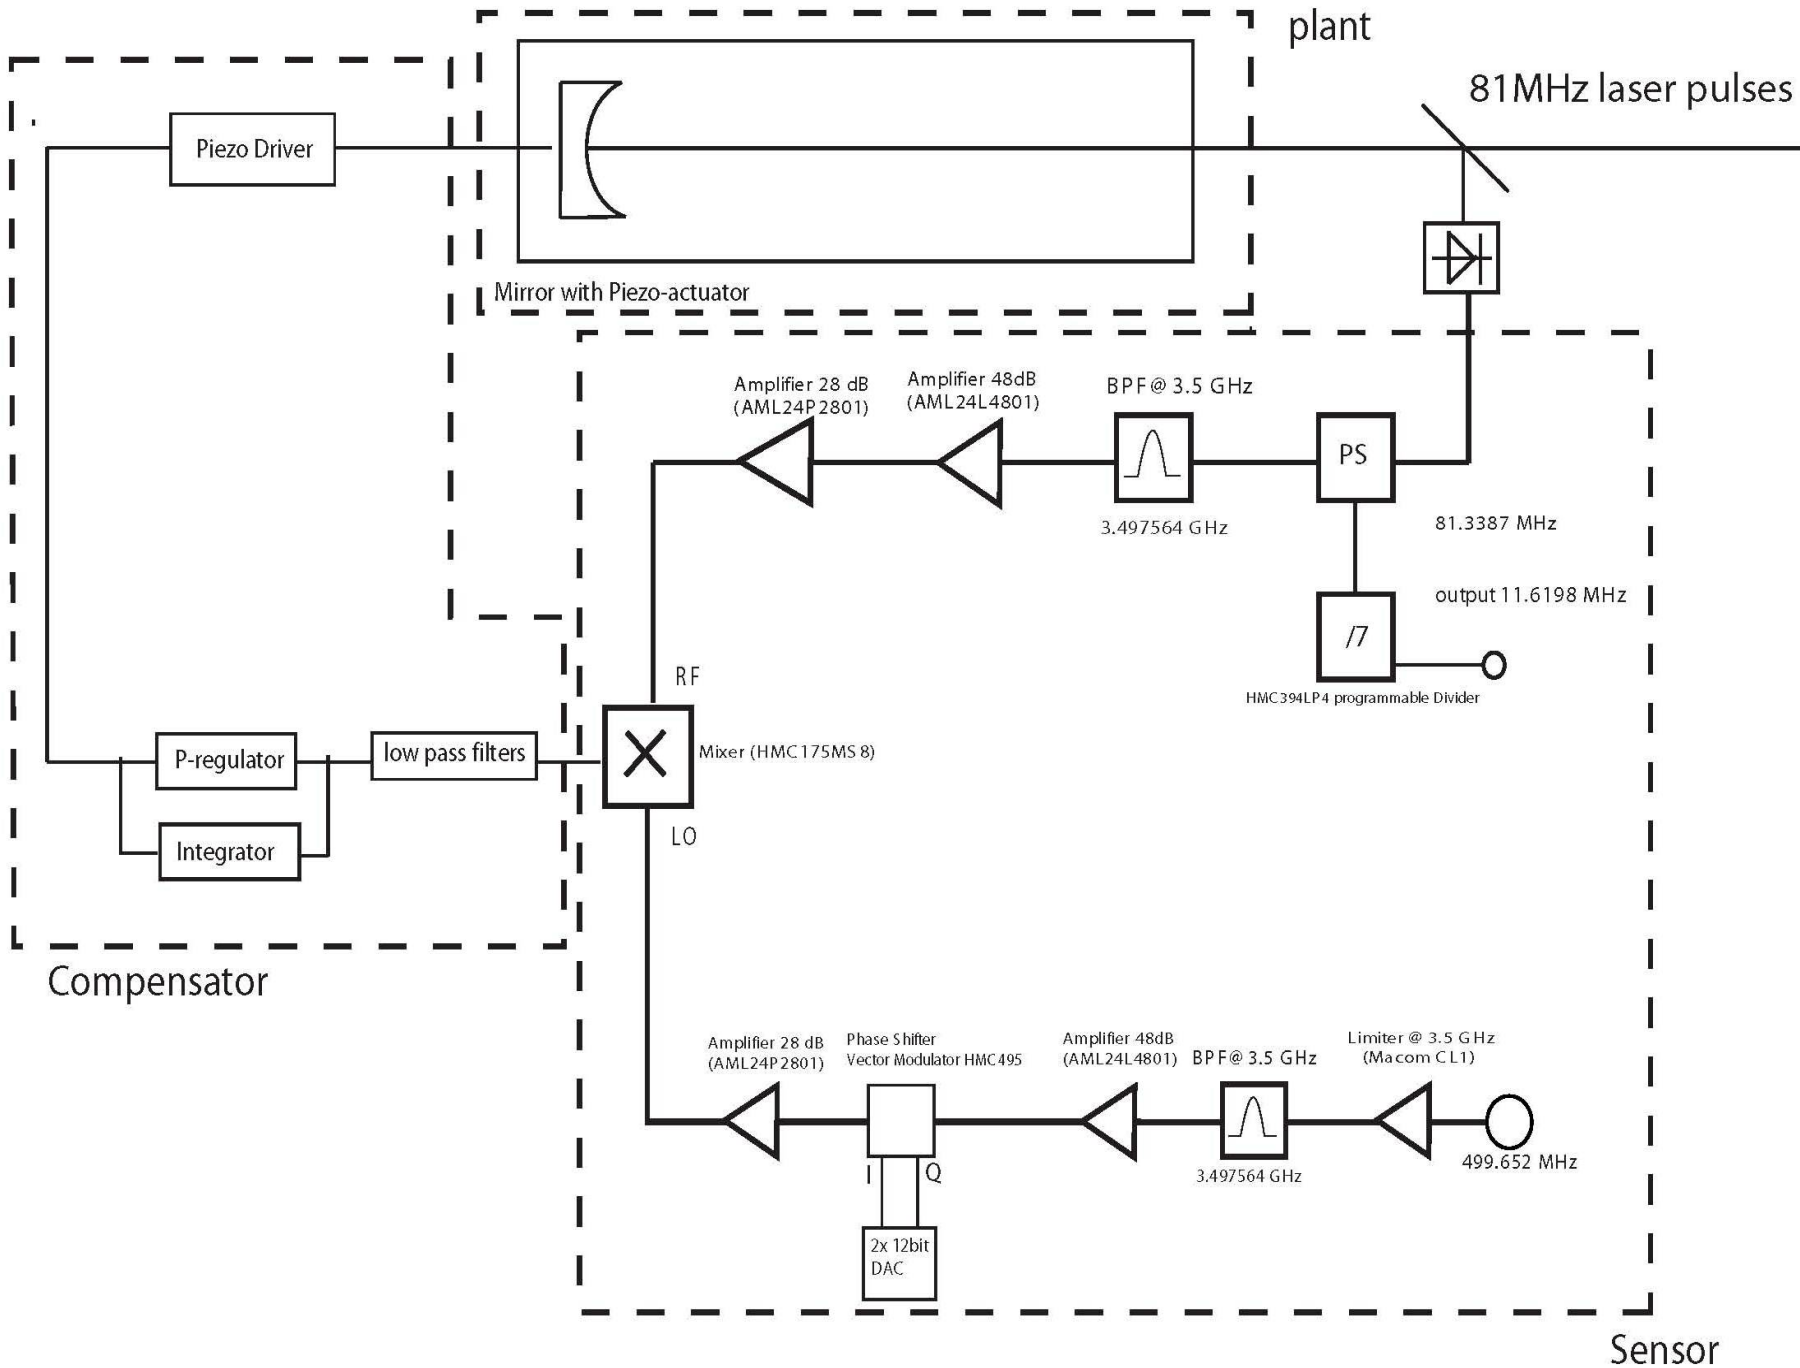 plant
81MHz laser pulses
Piezo Driver
Mirror with Piezo-actuator
Amplifier 28 dB
(AML24P2801)
Amplifier 48dB
(AML24L4801)
BPF@ 3.5 GHz
PS
3.497564 GHz
81.3387 MHz
output 11.6198 MHz
/7
HMC394LP4 programmable Divider
RF
Mixer (HMC175MS8)
LO
low pass filters
P-regulator
Integrator
Compensator
Amplifier 28 dB
(AML24P2801)
Phase Shifter
Vector Modulator HMC495
Amplifier 48dB
(AML24L4801)
BPF@ 3.5 GHz
Limiter @ 3.5 GHz
(Macom CL1)
499.652 MHz
3.497564 GHz
I
Q
2x 12bit
DAC
Sensor